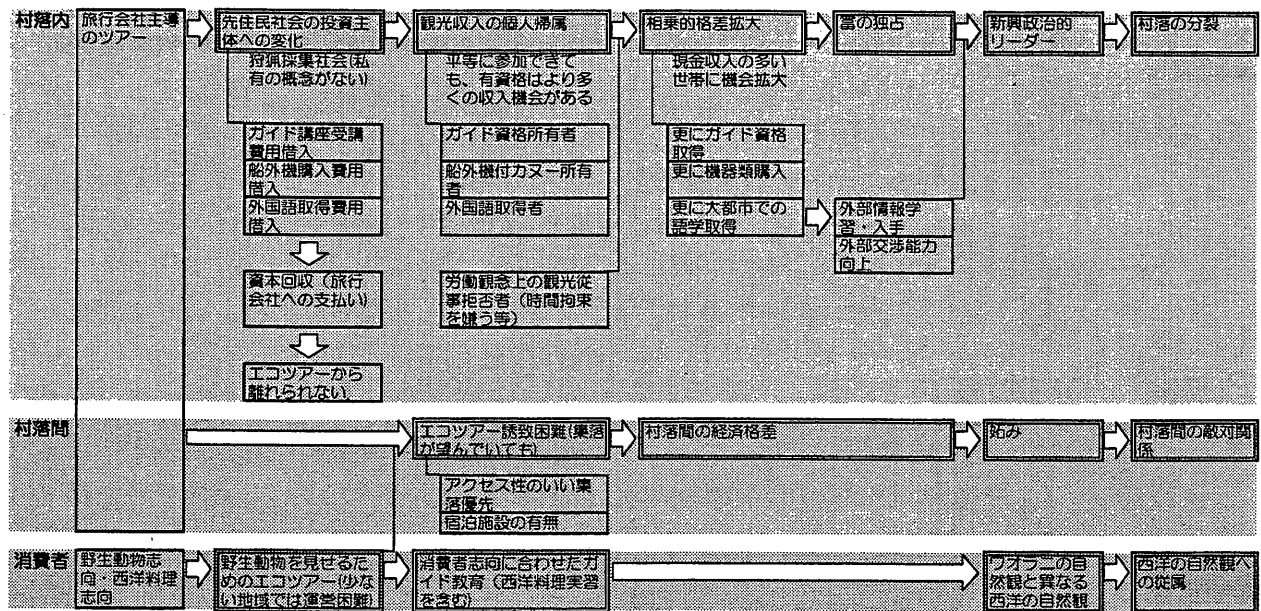 村落内
旅行会社主導
のツアー
先住民社会の投資主
体への変化
観光収入の個人帰属
相乗的格差拡大
富の独占
新興政治的
リーダー
村落の分裂
狩猟採集社会(私
有の概念がない)
平等に参加できて
も、有資格はより多
くの収入機会がある
現金収入の多い
世帯に機会拡大
ガイド講座受講
費用借入
船外機購入費用
借入
外国語取得費用
借入
ガイド資格所有者
船外機付カヌー所有
者
外国語取得者
更にガイド資格
取得
更に機器類購入
更に大都市での
語学取得
外部情報学
習・入手
外部交渉能力
向上
資本回収（旅行
会社への支払い)
労働観念上の観光従
事拒否者（時間拘束
を嫌う等）
エコツアーから
離れられない
村落間
エコツアー誘致困難(集落
が望んでいても)
村落間の経済格差
妬み
村落間の敵対関
係
アクセス性のいい集
落優先
宿泊施設の有無
消費者
野生動物志
向・西洋料理
志向
野生動物を見せるた
めのエコツアー(少な
い地域では運営困難)
消費者志向に合わせたガ
イド教育（西洋料理実習
を含む）
ワオラニの自
然観と異なる
西洋の自然観
西洋の自然観へ
の従属